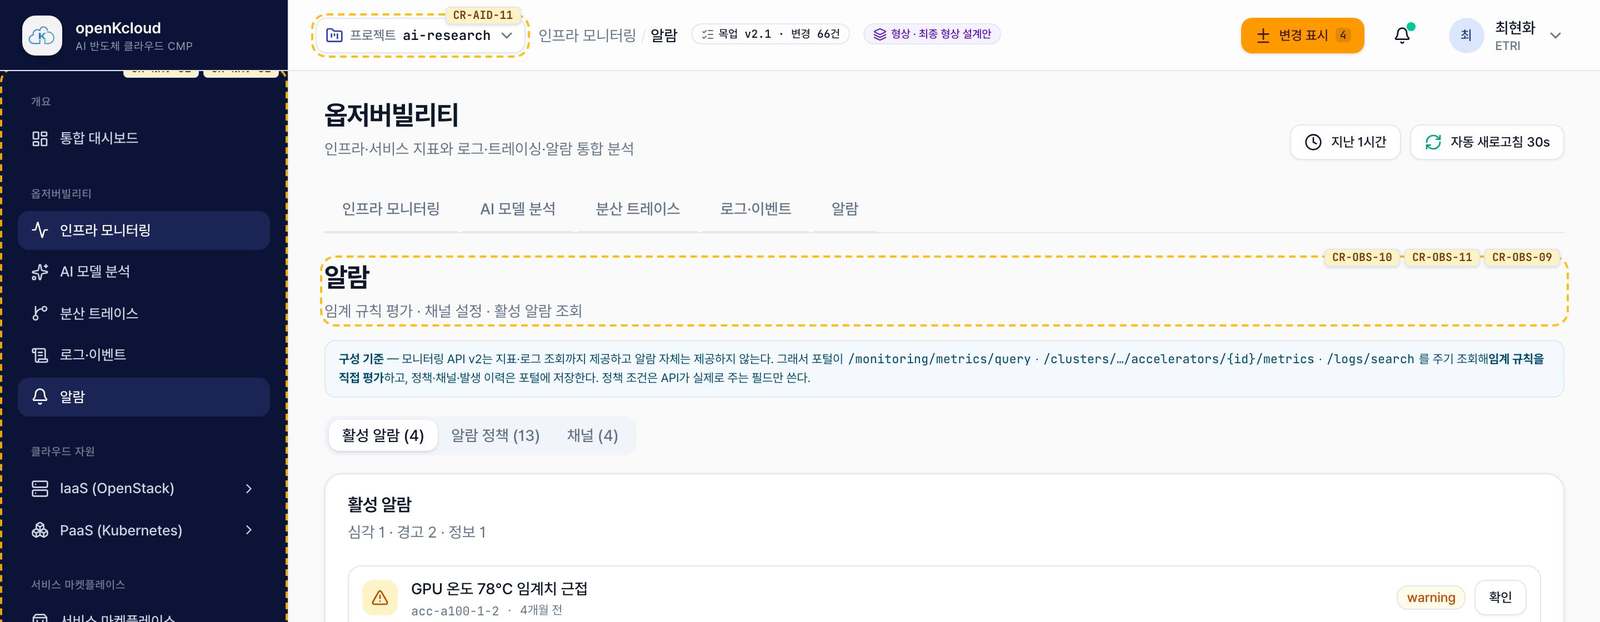 openKcloud
AI 반도체 클라우드 CMP
개요
통합 대시보드
옵저버빌리티
인프라 모니터링
AI 모델 분석
분산 트레이스
로그·이벤트
알람
클라우드 자원
IaaS (OpenStack)
PaaS (Kubernetes)
서비스 마켓플레이스
서비스 마켓플레이스
CR-AID-11
프로젝트 ai-research
인프라 모니터링 / 알람
목업 v2.1 · 변경 66건
형상 · 최종 형상 설계안
변경 표시 4
최
최현화
ETRI
옵저버빌리티
인프라·서비스 지표와 로그·트레이싱·알람 통합 분석
지난 1시간
자동 새로고침 30s
인프라 모니터링
AI 모델 분석
분산 트레이스
로그·이벤트
알람
CR-OBS-10
CR-OBS-11
CR-OBS-09
알람
임계 규칙 평가 · 채널 설정 · 활성 알람 조회
구성 기준 — 모니터링 API v2는 지표·로그 조회까지 제공하고 알람 자체는 제공하지 않는다. 그래서 포털이 /monitoring/metrics/query · /clusters/…/accelerators/{id}/metrics · /logs/search 를 주기 조회해임계 규칙을
직접 평가하고, 정책·채널·발생 이력은 포털에 저장한다. 정책 조건은 API가 실제로 주는 필드만 쓴다.
활성 알람 (4)
알람 정책 (13)
채널 (4)
활성 알람
심각 1 · 경고 2 · 정보 1
GPU 온도 78°C 임계치 근접
acc-a100-1-2 · 4개월 전
warning
확인